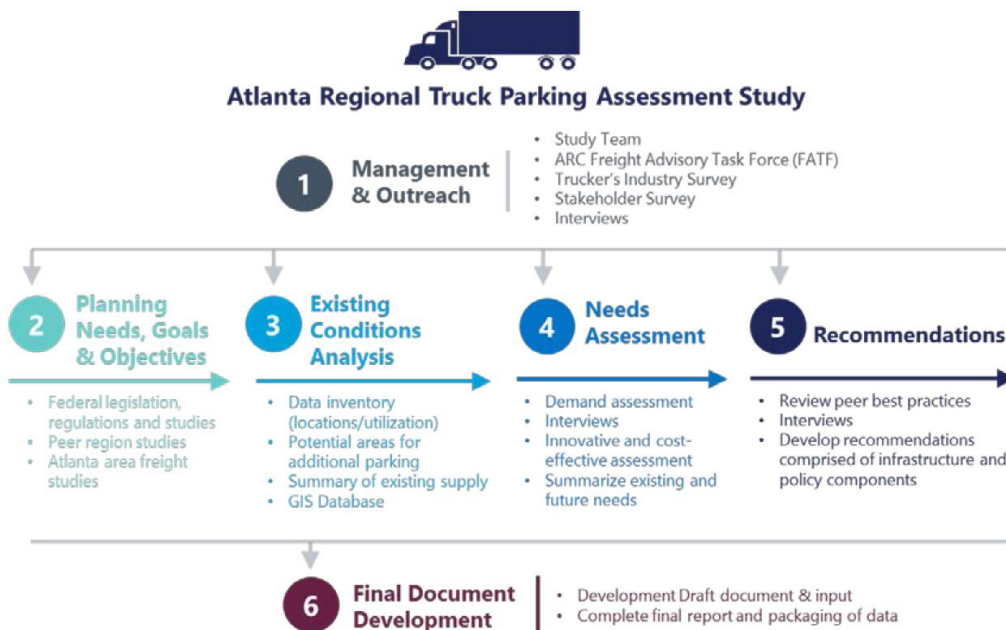 Atlanta Regional Truck Parking Assessment Study
1
Management
& Outreach
• Study Team
• ARC Freight Advisory Task Force (FATF)
• Trucker's Industry Survey
• Stakeholder Survey
• Interviews
2
Planning
Needs, Goals
& Objectives
• Federal legislation,
regulations and studies
• Peer region studies
• Atlanta area freight
studies
3
Existing
Conditions
Analysis
• Data inventory
(locations/utilization)
• Potential areas for
additional parking
• Summary of existing supply
• GIS Database
4
Needs
Assessment
• Demand assessment
• Interviews
• Innovative and cost-
effective assessment
• Summarize existing and
future needs
5
Recommendations
• Review peer best practices
• Interviews
• Develop recommendations
comprised of infrastructure and
policy components
6
Final Document
Development
• Development Draft document & input
• Complete final report and packaging of data